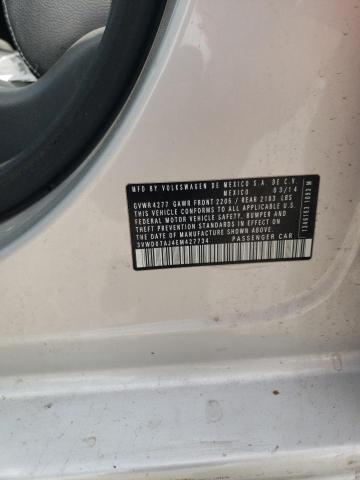 MFD BY VOLKSWAGEN DE MEXICO S.A. DE C.V.
MEXICO 03/14
GVWR4277 GAWR FRONT 2205 / REAR 2183 LBS
THIS VEHICLE CONFORMS TO ALL APPLICABLE U.S
FEDERAL MOTOR VEHICLE SAFETY, BUMPER AND
THEFT PREVENTION STANDARDS IN EFFECT ON THE
DATE OF MANUFACTURE SHOWN ABOVE.
3VWD07AJ4EM427734 PASSENGER CAR